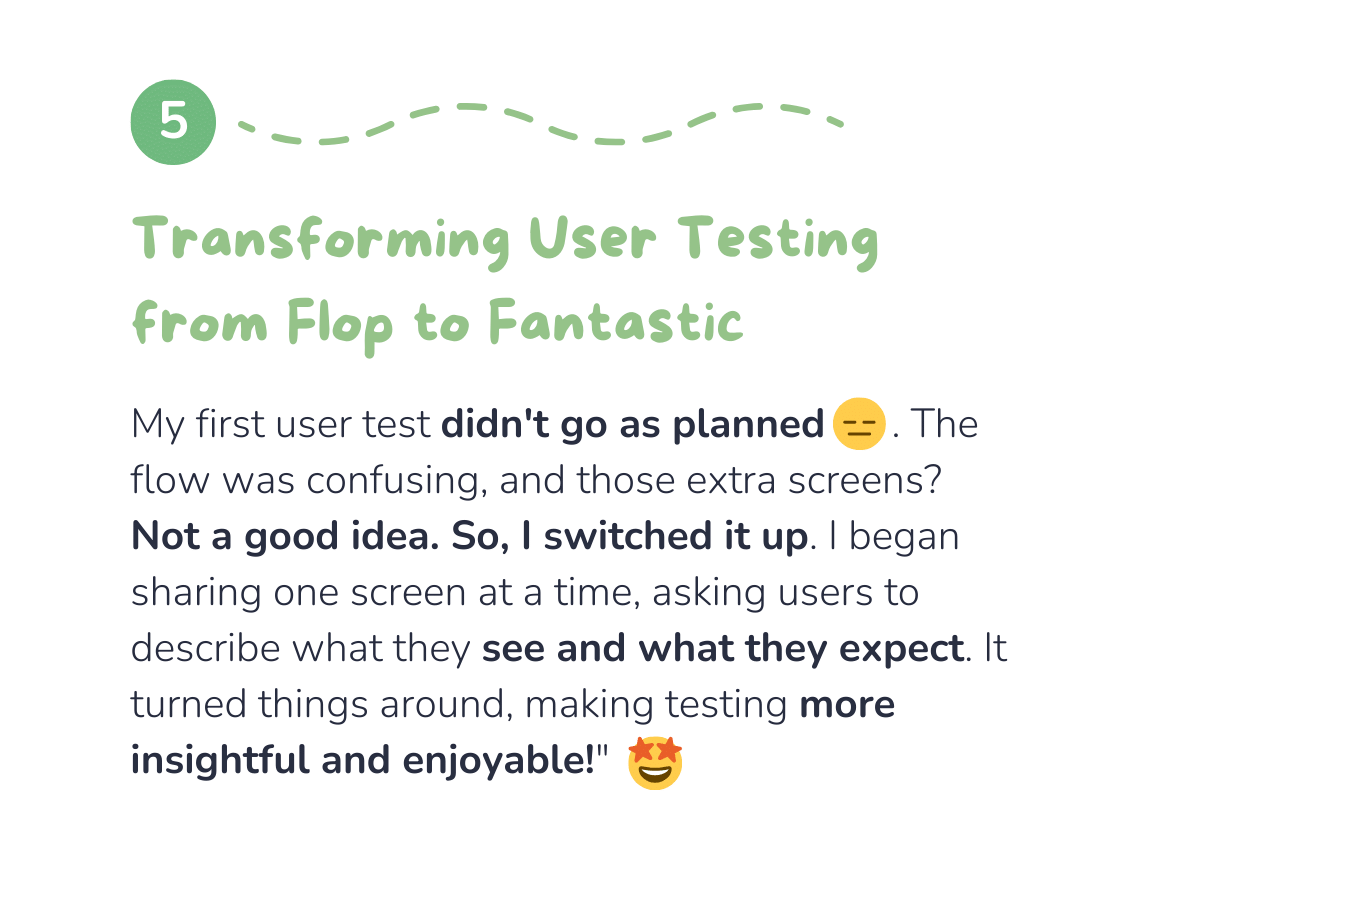 5
Transforming User Testing
from Flop to Fantastic
My first user test didn't go as planned😑. The
flow was confusing, and those extra screens?
Not a good idea. So, I switched it up. I began
sharing one screen at a time, asking users to
describe what they see and what they expect. It
turned things around, making testing more
insightful and enjoyable!" 🤩